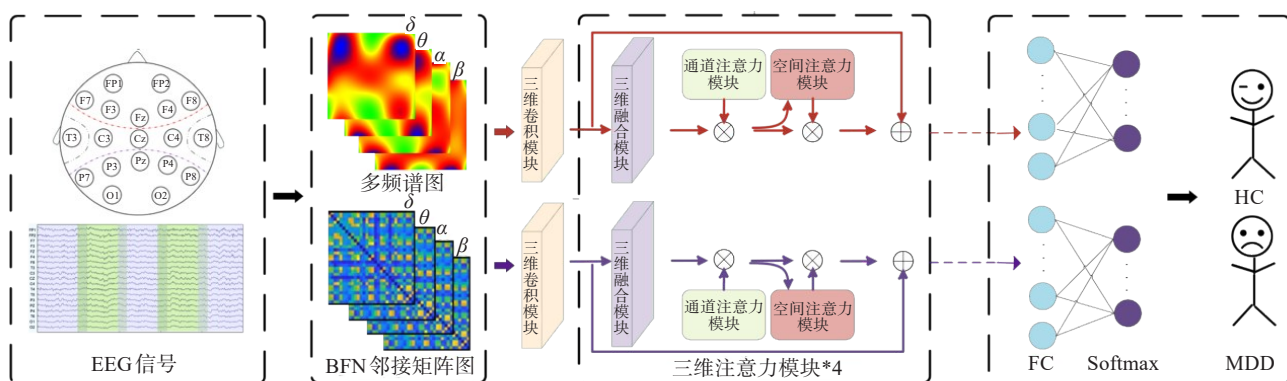 FP1
FP2
F7
F3
Fz
F4
F8
T3
C3
Cz
C4
T8
P7
P3
Pz
P4
P8
O1
O2
EEG信号
δ
θ
α
β
多频谱图
δ
θ
α
β
BFN邻接矩阵图
三维卷积模块
三维融合模块
通道注意力
模块
空间注意力
模块
三维卷积模块
三维融合模块
通道注意力
模块
空间注意力
模块
三维注意力模块*4
FC
Softmax
HC
MDD